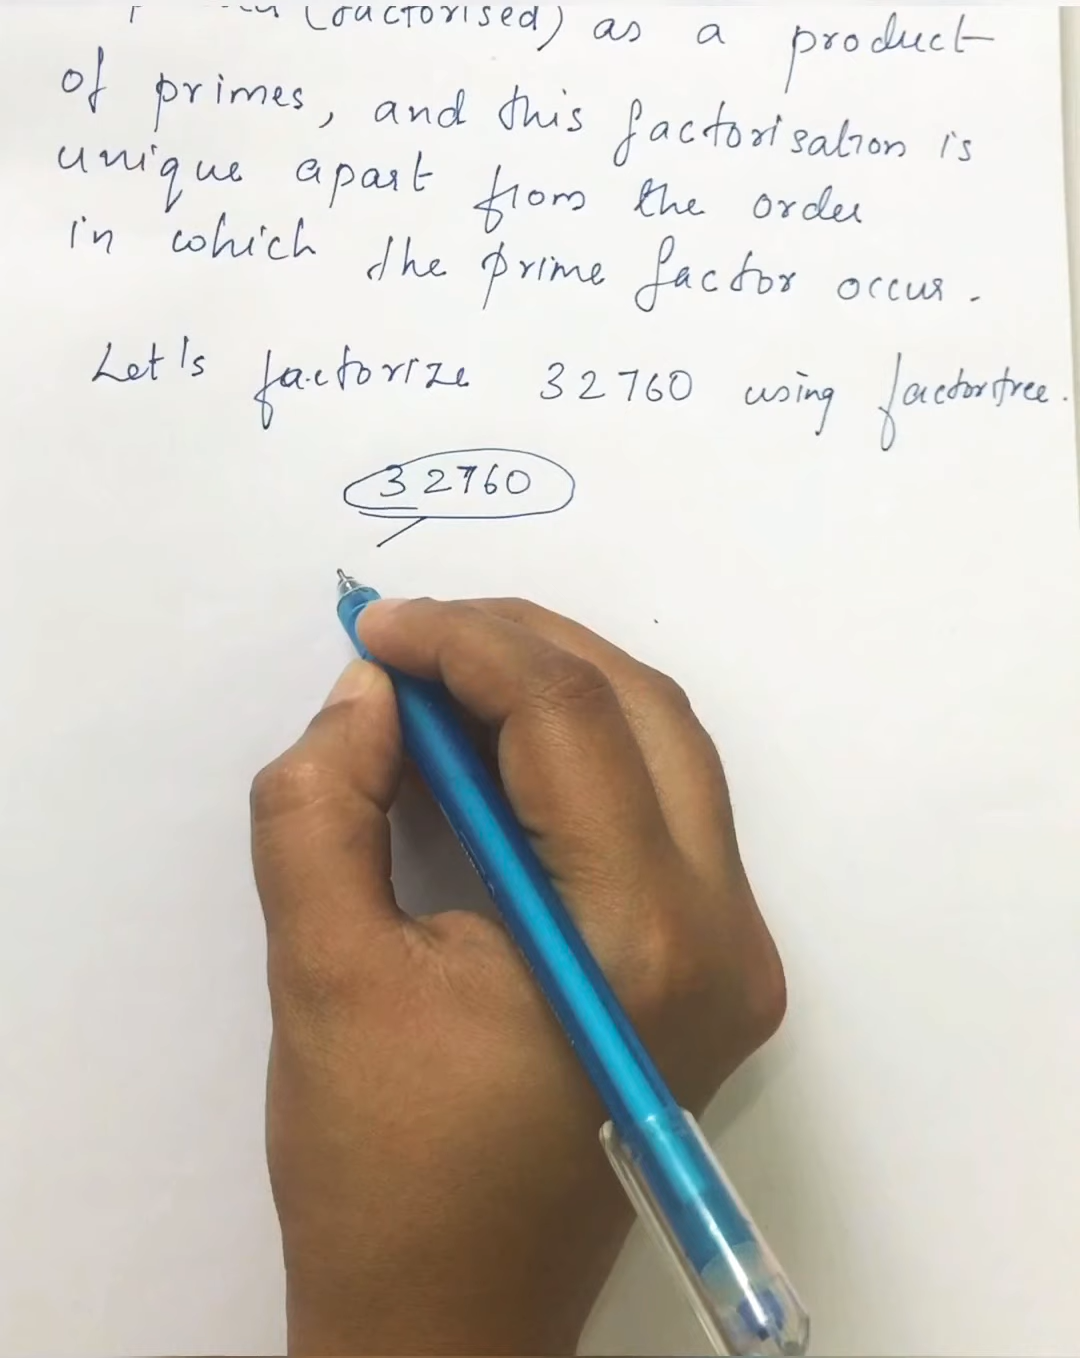 (factorised) as a product
of primes, and this factorisation is
unique apart from the order
in which the prime factor occur.
Let's factorize 32760 using factor tree.
32760